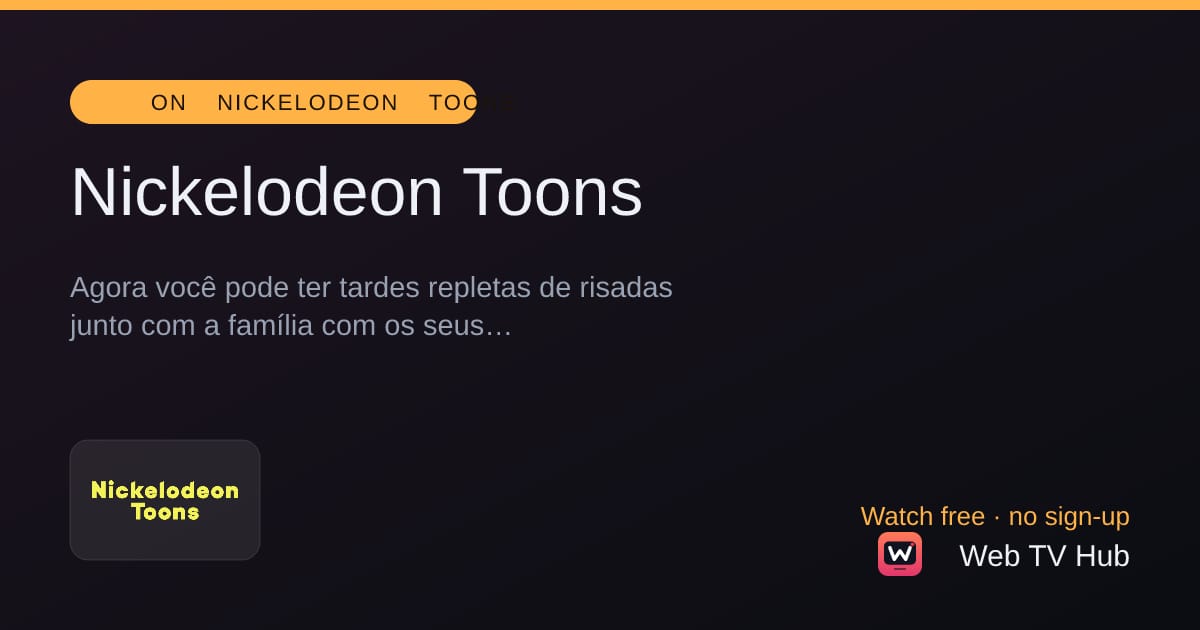 ON NICKELODEON TOONS
Nickelodeon Toons
Agora você pode ter tardes repletas de risadas
junto com a família com os seus…
Nickelodeon
Toons
Watch free · no sign-up
W
Web TV Hub